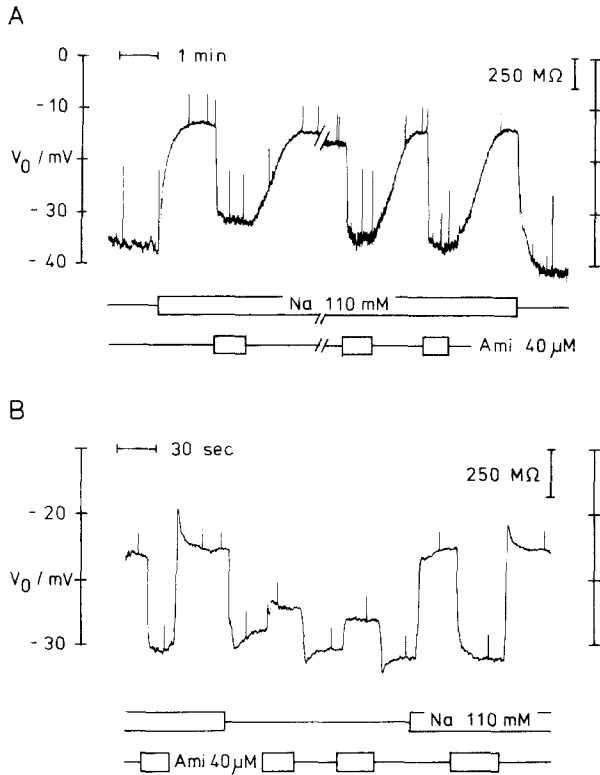 A
0
1 min
250 MΩ
- 10
V₀ / mV
- 30
- 40
Na 110 mM
Ami 40 μM
B
30 sec
250 MΩ
- 20
V₀ / mV
- 30
Na 110 mM
Ami 40 μM